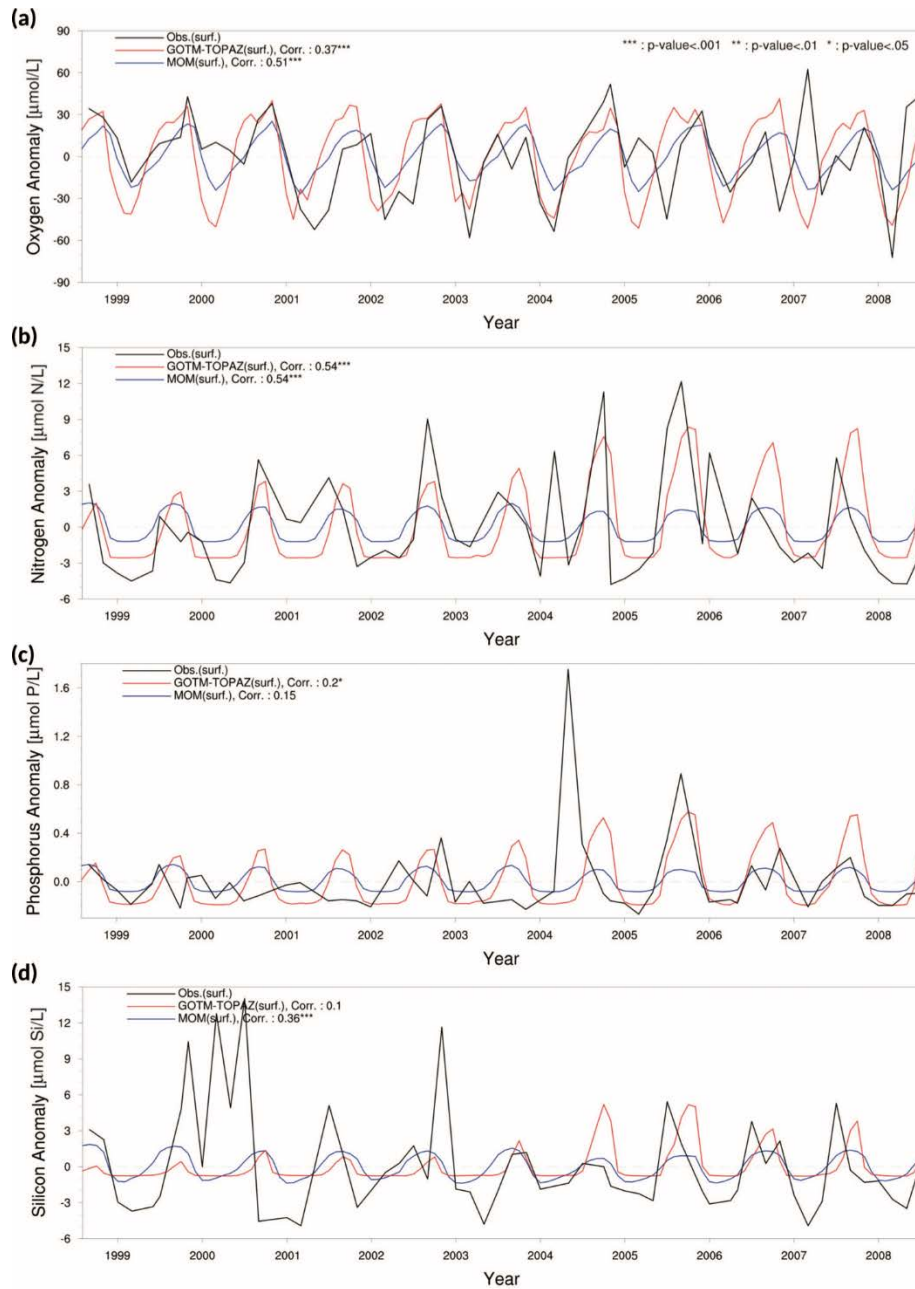 (a)
90
60
30
0
-30
-60
-90
Oxygen Anomaly [μmol/L]
Obs.(surf.)
GOTM-TOPAZ(surf.), Corr. : 0.37***
MOM(surf.), Corr. : 0.51***
*** : p-value<.001 ** : p-value<.01 * : p-value<.05
1999 2000 2001 2002 2003 2004 2005 2006 2007 2008
Year
(b)
15
12
9
6
3
0
-3
-6
Nitrogen Anomaly [μmol N/L]
Obs.(surf.)
GOTM-TOPAZ(surf.), Corr. : 0.54***
MOM(surf.), Corr. : 0.54***
1999 2000 2001 2002 2003 2004 2005 2006 2007 2008
Year
(c)
1.6
1.2
0.8
0.4
0.0
Phosphorus Anomaly [μmol P/L]
Obs.(surf.)
GOTM-TOPAZ(surf.), Corr. : 0.2*
MOM(surf.), Corr. : 0.15
1999 2000 2001 2002 2003 2004 2005 2006 2007 2008
Year
(d)
15
12
9
6
3
0
-3
-6
Silicon Anomaly [μmol Si/L]
Obs.(surf.)
GOTM-TOPAZ(surf.), Corr. : 0.1
MOM(surf.), Corr. : 0.36***
1999 2000 2001 2002 2003 2004 2005 2006 2007 2008
Year